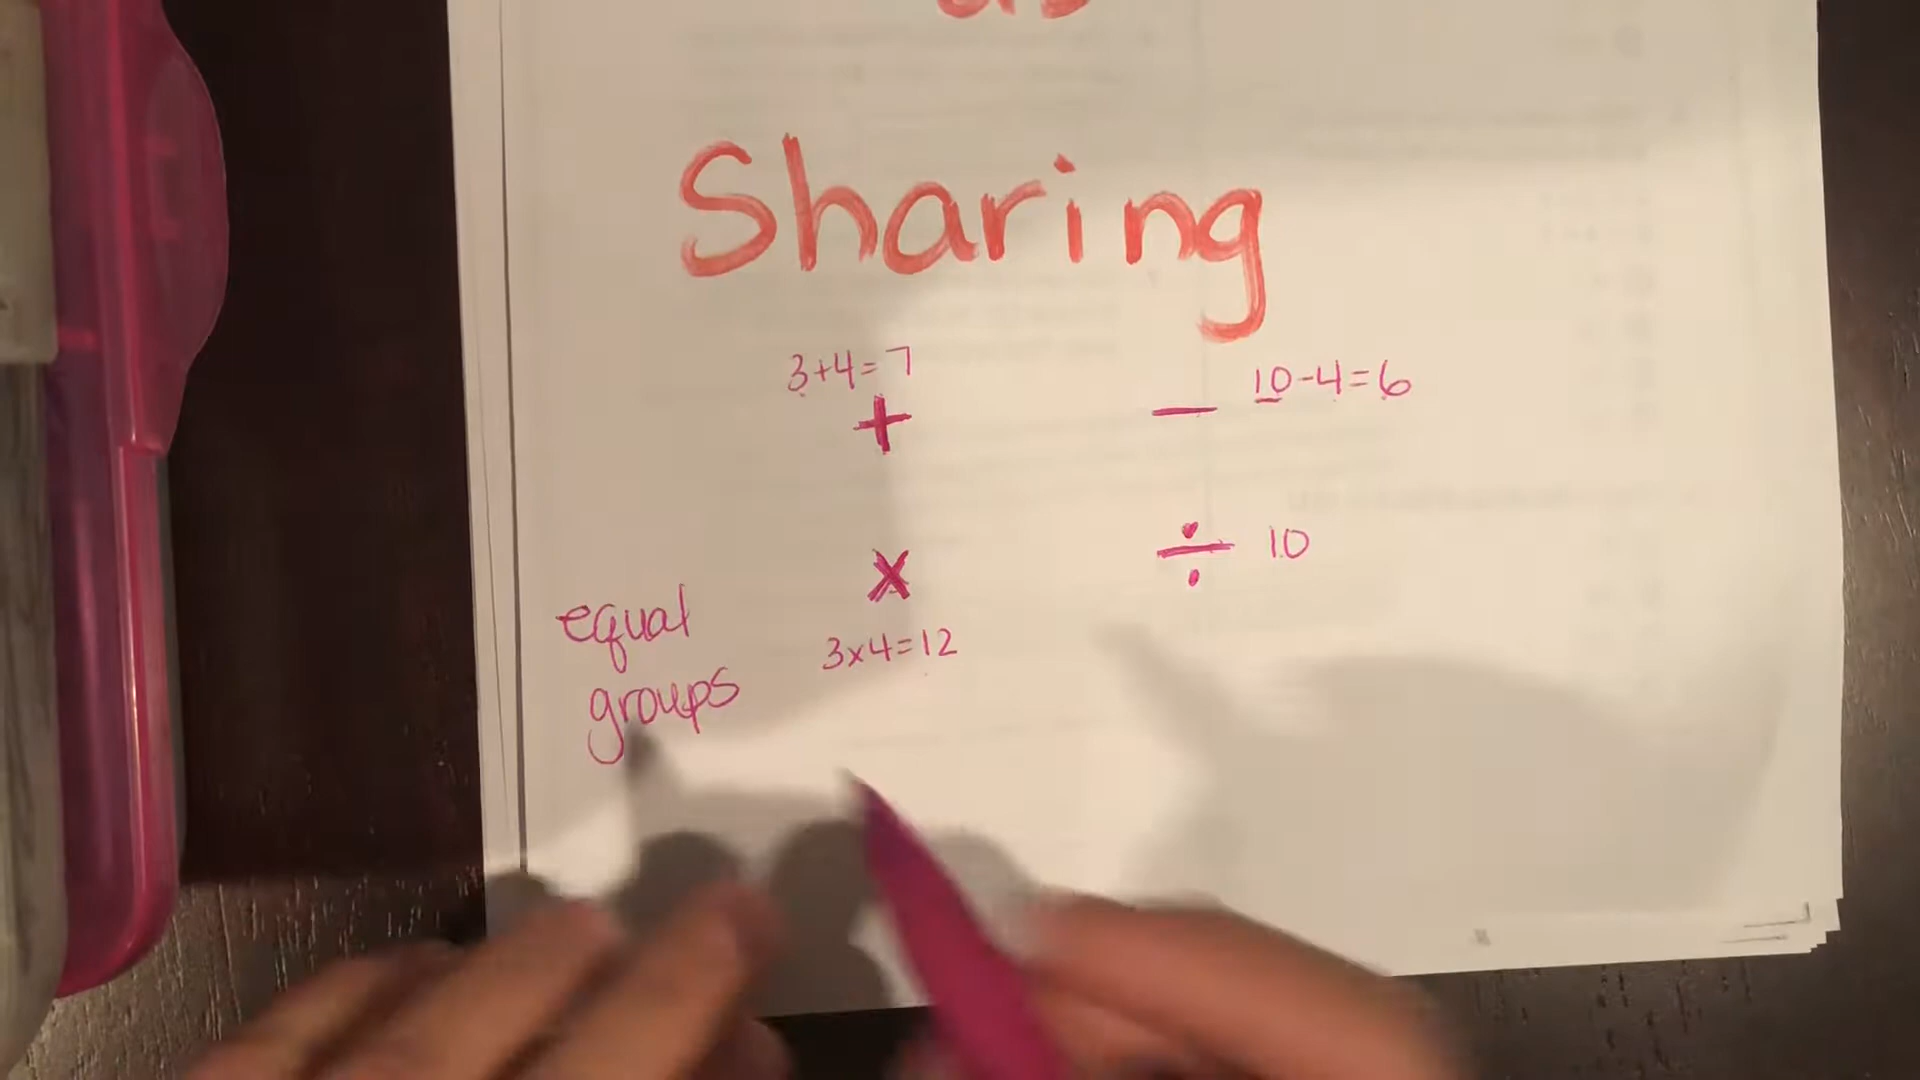 Sharing
3+4=7
10-4=6
+
−
×
÷ 10
equal
groups
3x4=12